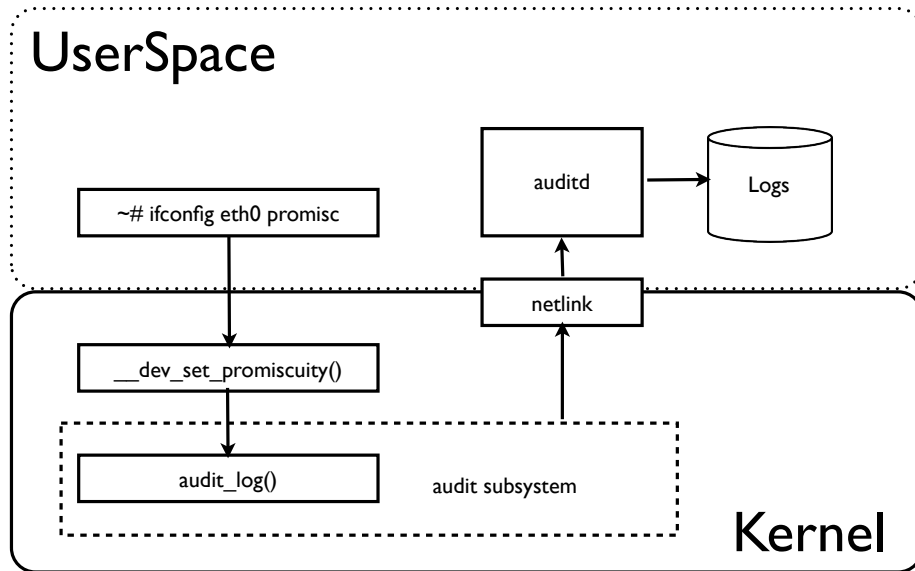 UserSpace
auditd
Logs
~# ifconfig eth0 promisc
netlink
__dev_set_promiscuity()
audit_log()
audit subsystem
Kernel